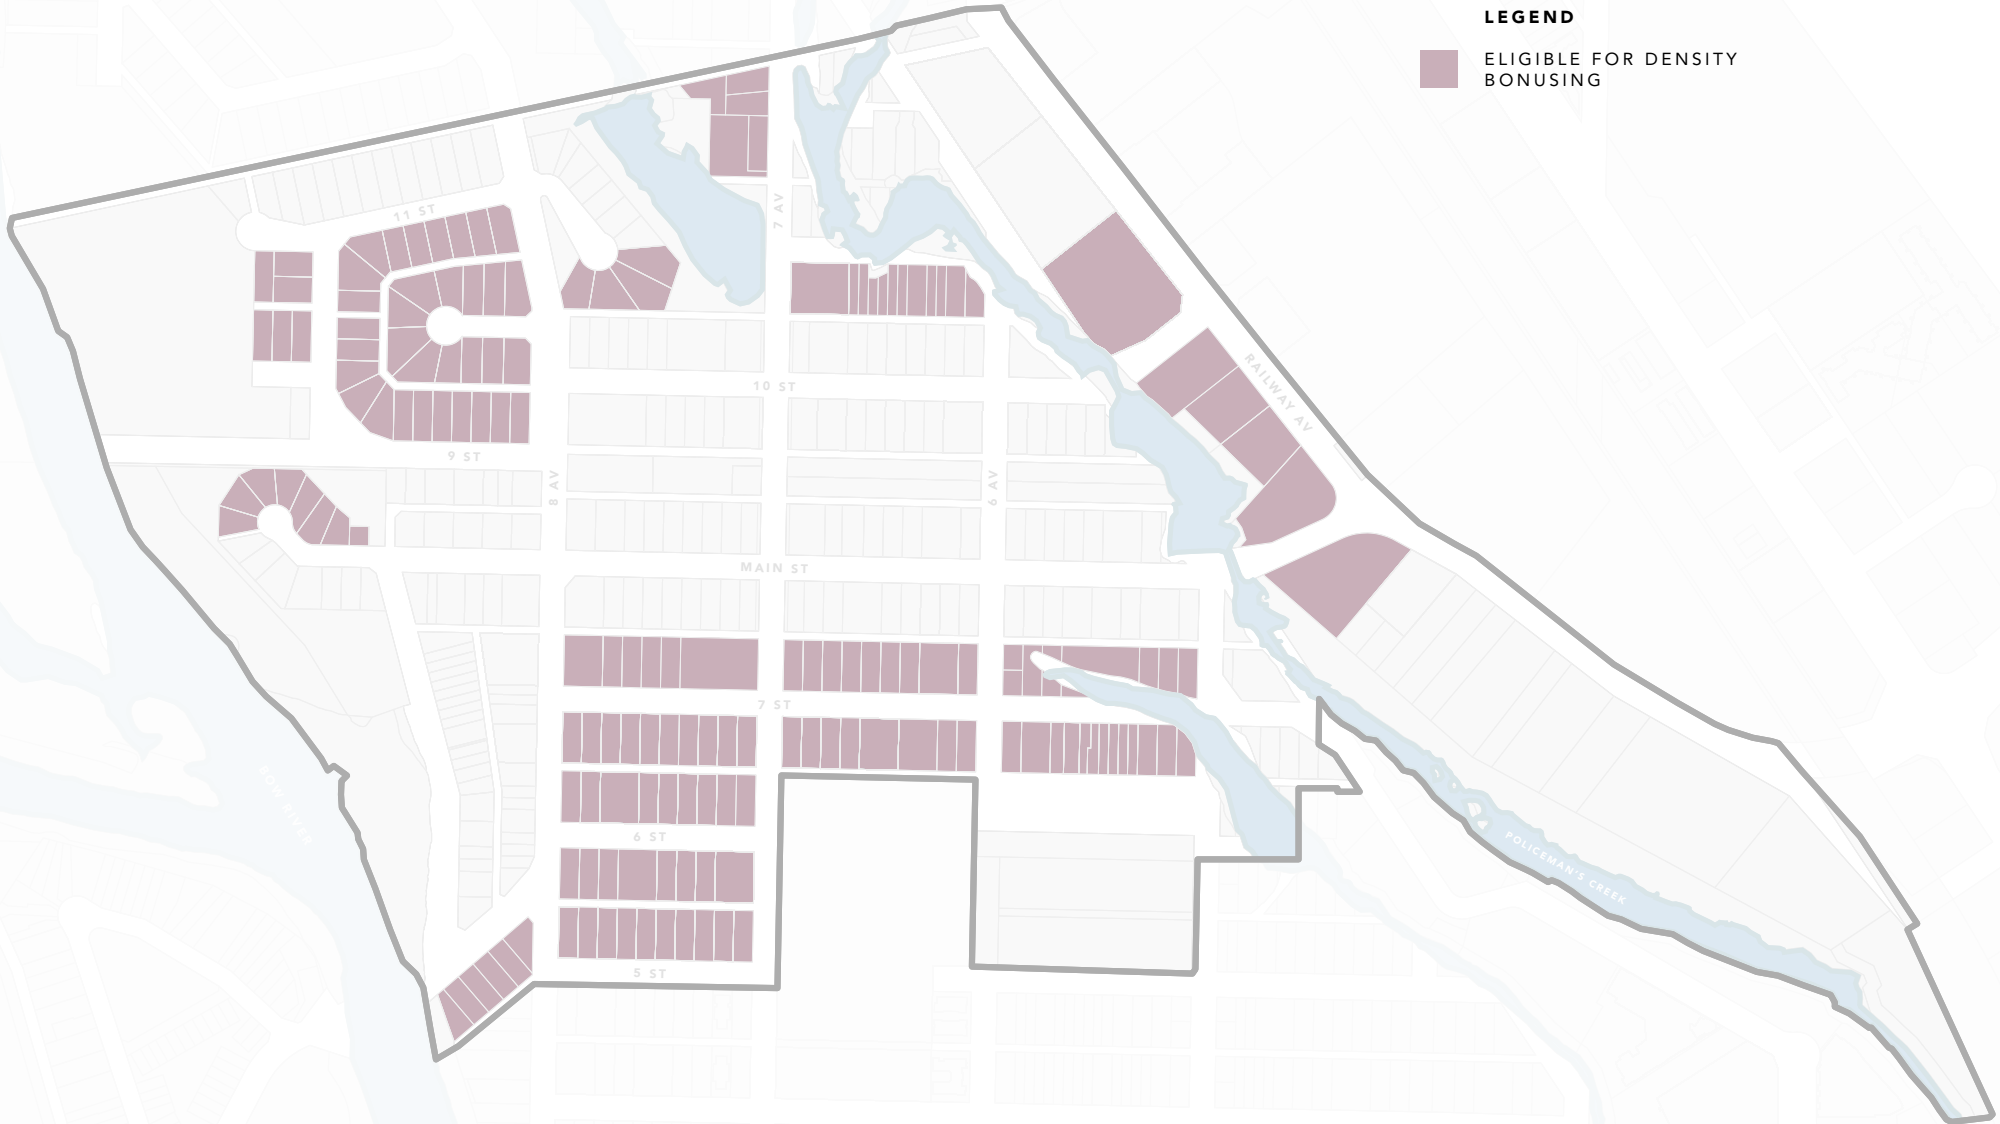 LEGEND
ELIGIBLE FOR DENSITY
BONUSING
11 ST
7 AV
RAILWAY AV
10 ST
9 ST
8 AV
6 AV
MAIN ST
7 ST
BOW RIVER
6 ST
POLICEMAN'S CREEK
5 ST